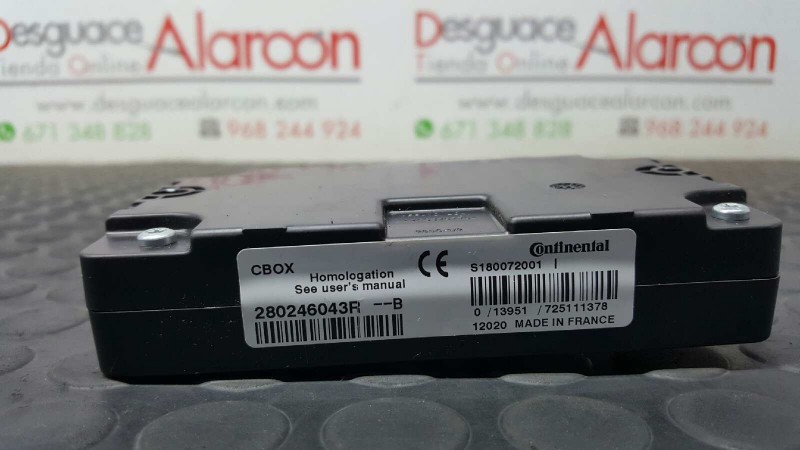 Desguace Alarcon
Tienda Online
www.desguacealarcon.com
671 348 828
968 244 924
Desguace Alarcon
Tienda Online
www.desguacealarcon.com
671 348 828
968 244 924
CBOX
Homologation
See user's manual
CE
Continental
S180072001 I
280246043R --B
0 /13951 /725111378
12020 MADE IN FRANCE